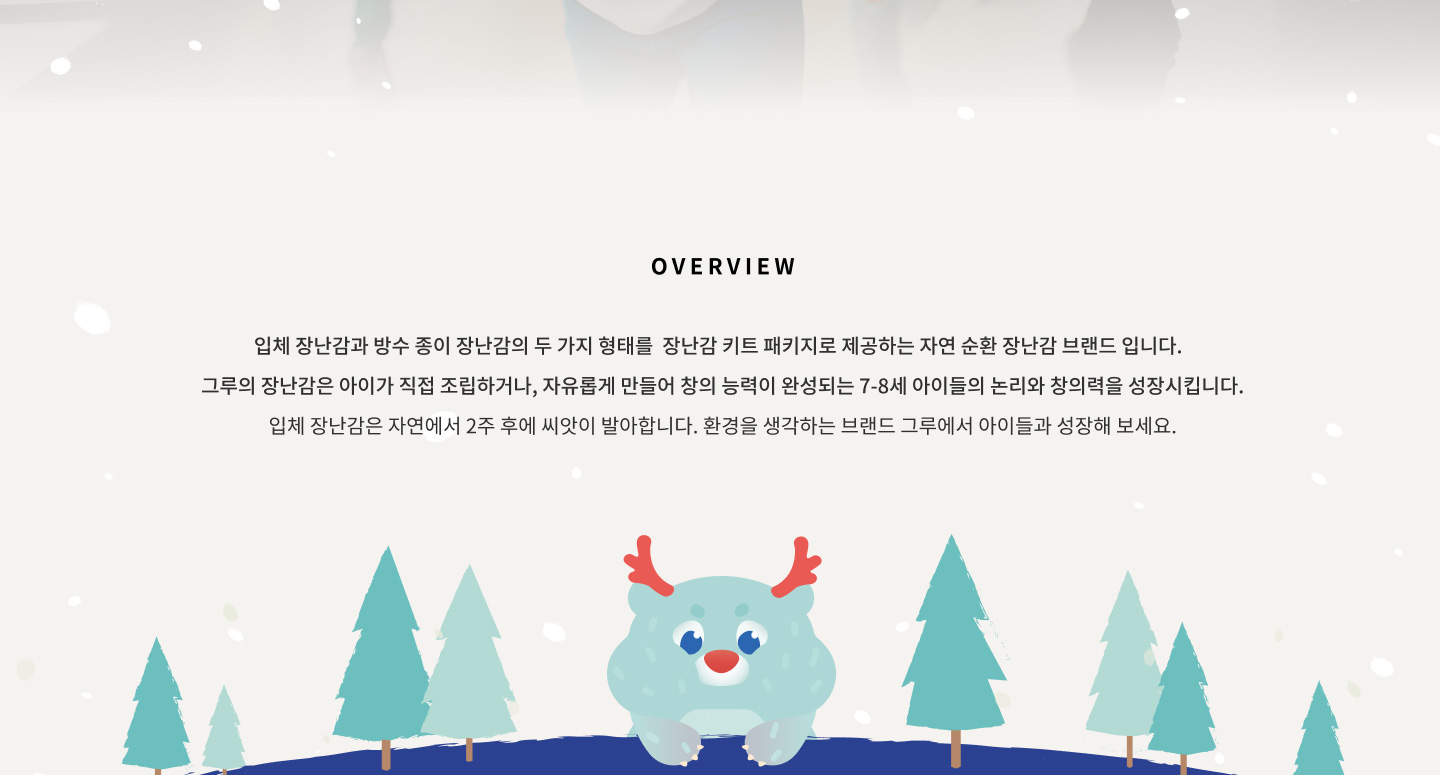 OVERVIEW
입체 장난감과 방수 종이 장난감의 두 가지 형태를  장난감 키트 패키지로 제공하는 자연 순환 장난감 브랜드 입니다.
그루의 장난감은 아이가 직접 조립하거나, 자유롭게 만들어 창의 능력이 완성되는 7-8세 아이들의 논리와 창의력을 성장시킵니다.
입체 장난감은 자연에서 2주 후에 씨앗이 발아합니다. 환경을 생각하는 브랜드 그루에서 아이들과 성장해 보세요.